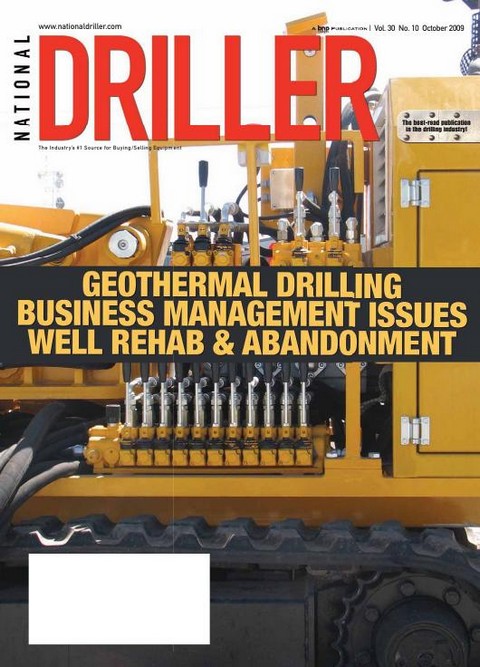 www.nationaldriller.com
A bnp PUBLICATION | Vol. 30 No. 10 October 2009
NATIONAL
DRILLER
The Industry's #1 Source for Buying/Selling Equipment
The best-read publication
in the drilling industry!
GEOTHERMAL DRILLING
BUSINESS MANAGEMENT ISSUES
WELL REHAB & ABANDONMENT